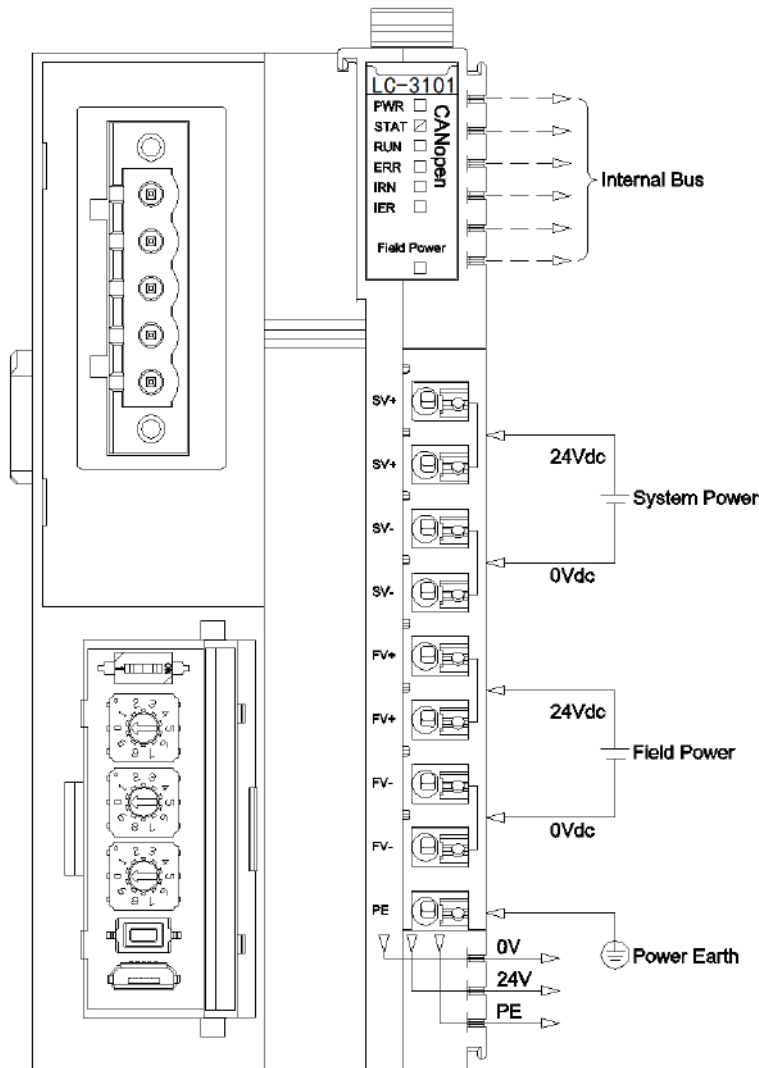 LC-3101
PWR
STAT
RUN
ERR
IRN
IER
CANopen
Field Power
Internal Bus
SV+
24Vdc
SV+
System Power
SV-
0Vdc
SV-
FV+
24Vdc
FV+
Field Power
FV-
0Vdc
FV-
PE
Power Earth
0V
24V
PE